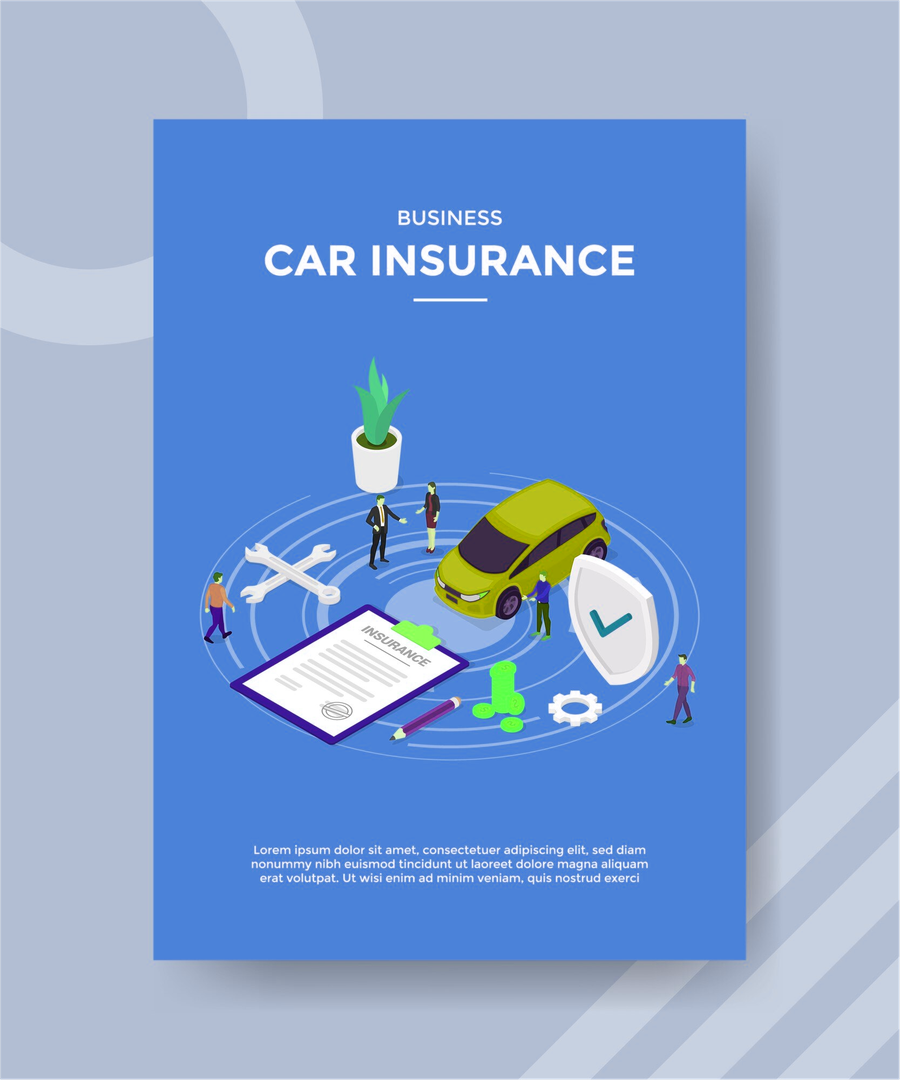 BUSINESS
CAR INSURANCE
INSURANCE
Lorem ipsum dolor sit amet, consectetuer adipiscing elit, sed diam
nonummy nibh euismod tincidunt ut laoreet dolore magna aliquam
erat volutpat. Ut wisi enim ad minim veniam, quis nostrud exerci